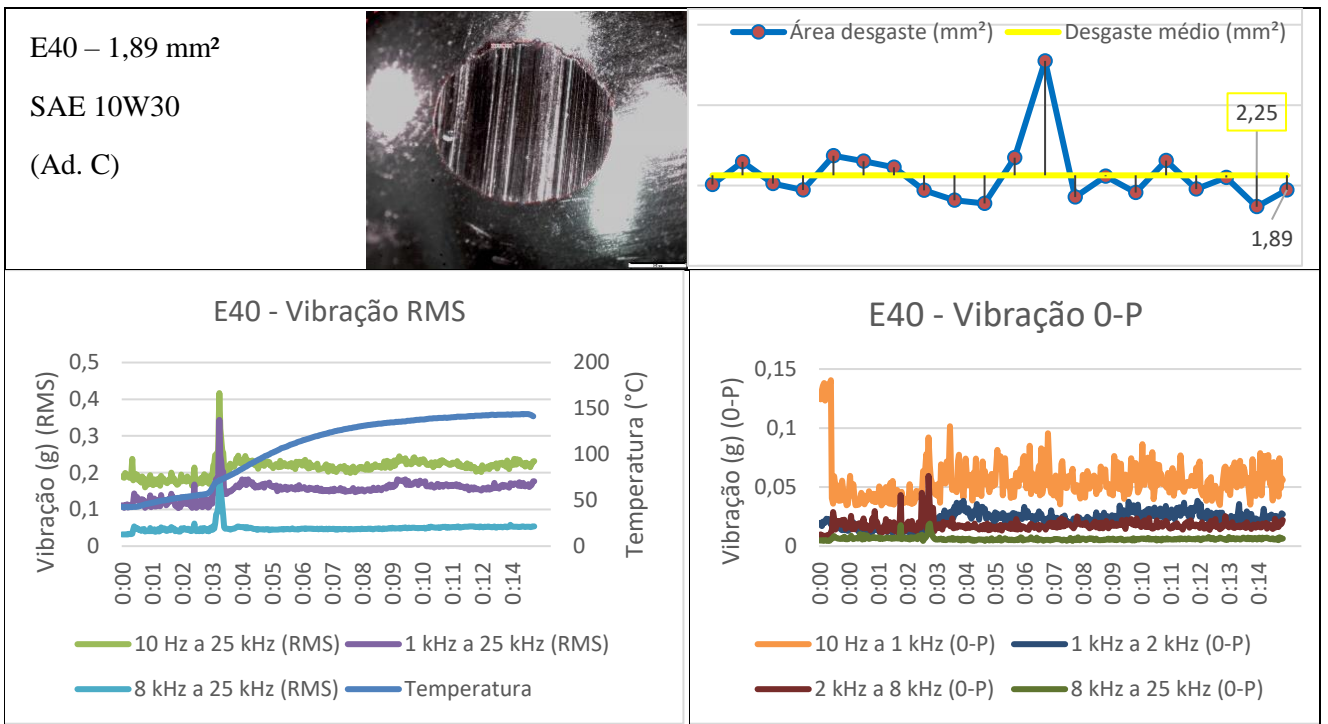 E40 – 1,89 mm²
SAE 10W30
(Ad. C)
Área desgaste (mm²)
Desgaste médio (mm²)
2,25
1,89
E40 - Vibração RMS
Vibração (g) (RMS)
0,5
0,4
0,3
0,2
0,1
0
200
150
100
50
0
Temperatura (°C)
0:00
0:01
0:02
0:03
0:03
0:04
0:05
0:06
0:07
0:08
0:09
0:09
0:10
0:11
0:12
0:13
0:14
10 Hz a 25 kHz (RMS)
1 kHz a 25 kHz (RMS)
8 kHz a 25 kHz (RMS)
Temperatura
E40 - Vibração 0-P
Vibração (g) (0-P)
0,15
0,1
0,05
0
0:00
0:00
0:01
0:02
0:03
0:04
0:05
0:06
0:06
0:07
0:08
0:09
0:10
0:11
0:12
0:12
0:13
0:14
10 Hz a 1 kHz (0-P)
1 kHz a 2 kHz (0-P)
2 kHz a 8 kHz (0-P)
8 kHz a 25 kHz (0-P)